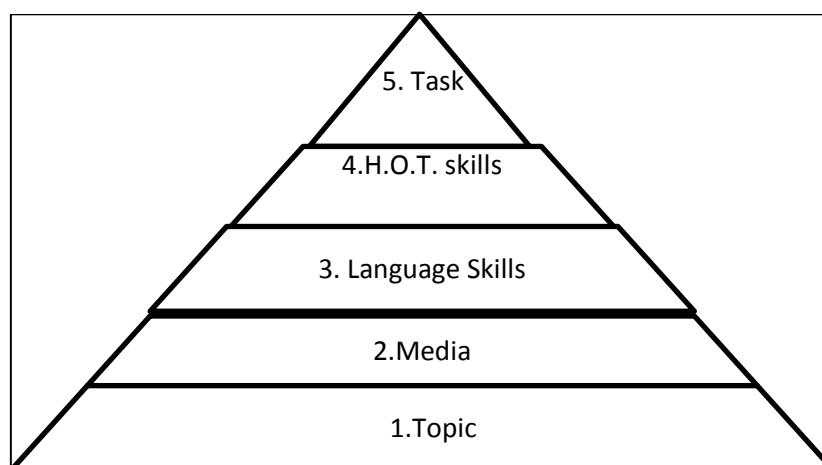 5. Task
4.H.O.T. skills
3. Language Skills
2.Media
1.Topic